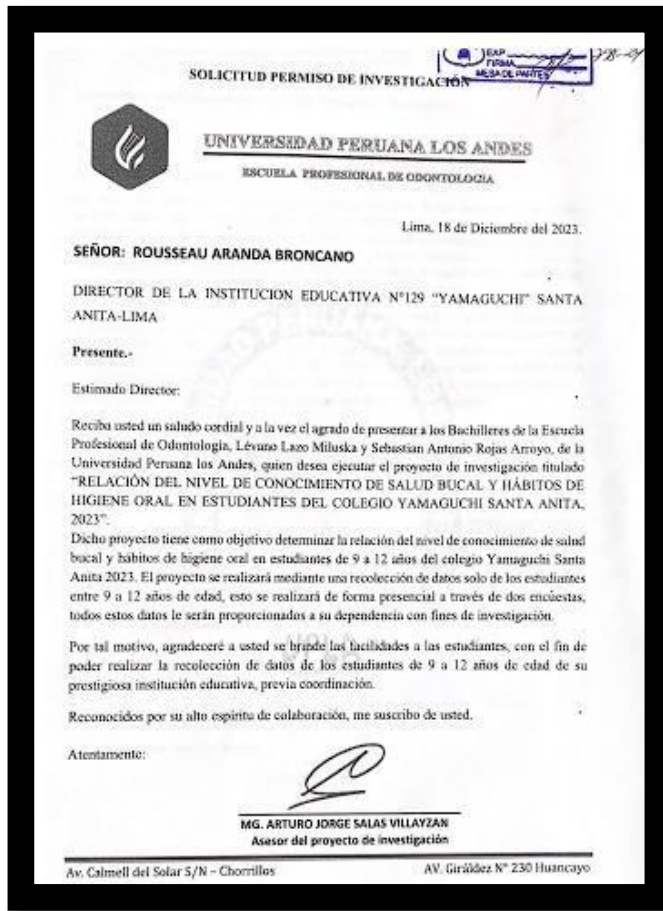 EXP
FIRMA
MESA DE PARTES
SOLICITUD PERMISO DE INVESTIGACIÓN
UNIVERSIDAD PERUANA LOS ANDES
ESCUELA PROFESIONAL DE ODONTOLOGIA
Lima, 18 de Diciembre del 2023.
SEÑOR: ROUSSEAU ARANDA BRONCANO
DIRECTOR DE LA INSTITUCION EDUCATIVA N°129 "YAMAGUCHI" SANTA
ANITA-LIMA
Presente.-
Estimado Director:
Reciba usted un saludo cordial y a la vez el agrado de presentar a los Bachilleres de la Escuela
Profesional de Odontología, Lévano Lazo Miluska y Sebastian Antonio Rojas Arroyo, de la
Universidad Peruana los Andes, quien desea ejecutar el proyecto de investigación titulado
"RELACIÓN DEL NIVEL DE CONOCIMIENTO DE SALUD BUCAL Y HÁBITOS DE
HIGIENE ORAL EN ESTUDIANTES DEL COLEGIO YAMAGUCHI SANTA ANITA,
2023".
Dicho proyecto tiene como objetivo determinar la relación del nivel de conocimiento de salud
bucal y hábitos de higiene oral en estudiantes de 9 a 12 años del colegio Yamaguchi Santa
Anita 2023. El proyecto se realizará mediante una recolección de datos solo de los estudiantes
entre 9 a 12 años de edad, esto se realizará de forma presencial a través de dos encuestas,
todos estos datos le serán proporcionados a su dependencia con fines de investigación.
Por tal motivo, agradeceré a usted se brinde las facilidades a las estudiantes, con el fin de
poder realizar la recolección de datos de los estudiantes de 9 a 12 años de edad de su
prestigiosa institución educativa, previa coordinación.
Reconocidos por su alto espíritu de colaboración, me suscribo de usted.
Atentamente:
MG. ARTURO JORGE SALAS VILLAYZAN
Asesor del proyecto de investigación
Av. Calmell del Solar S/N – Chorrillos
AV. Giráldez N° 230 Huancayo